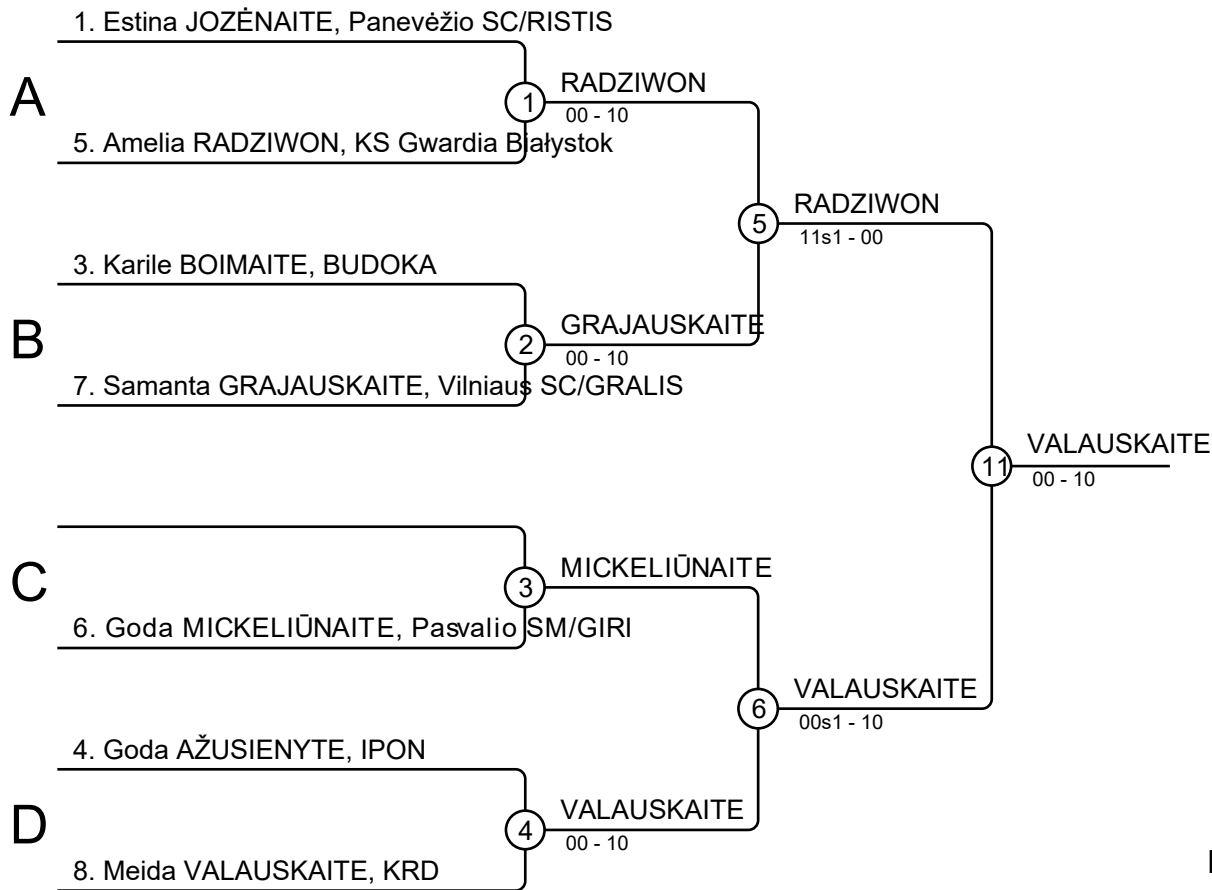 1. Estina JOZĖNAITE, Panevėžio SC/RISTIS
A
1
RADZIWON
00 - 10
5. Amelia RADZIWON, KS Gwardia Białystok
5
RADZIWON
11s1 - 00
3. Karile BOIMAITE, BUDOKA
B
2
GRAJAUSKAITE
00 - 10
7. Samanta GRAJAUSKAITE, Vilniaus SC/GRALIS
11
VALAUSKAITE
00 - 10
C
3
MICKELIŪNAITE
6. Goda MICKELIŪNAITE, Pasvalio SM/GIRI
6
VALAUSKAITE
00s1 - 10
4. Goda AŽUSIENYTE, IPON
D
4
VALAUSKAITE
00 - 10
8. Meida VALAUSKAITE, KRD